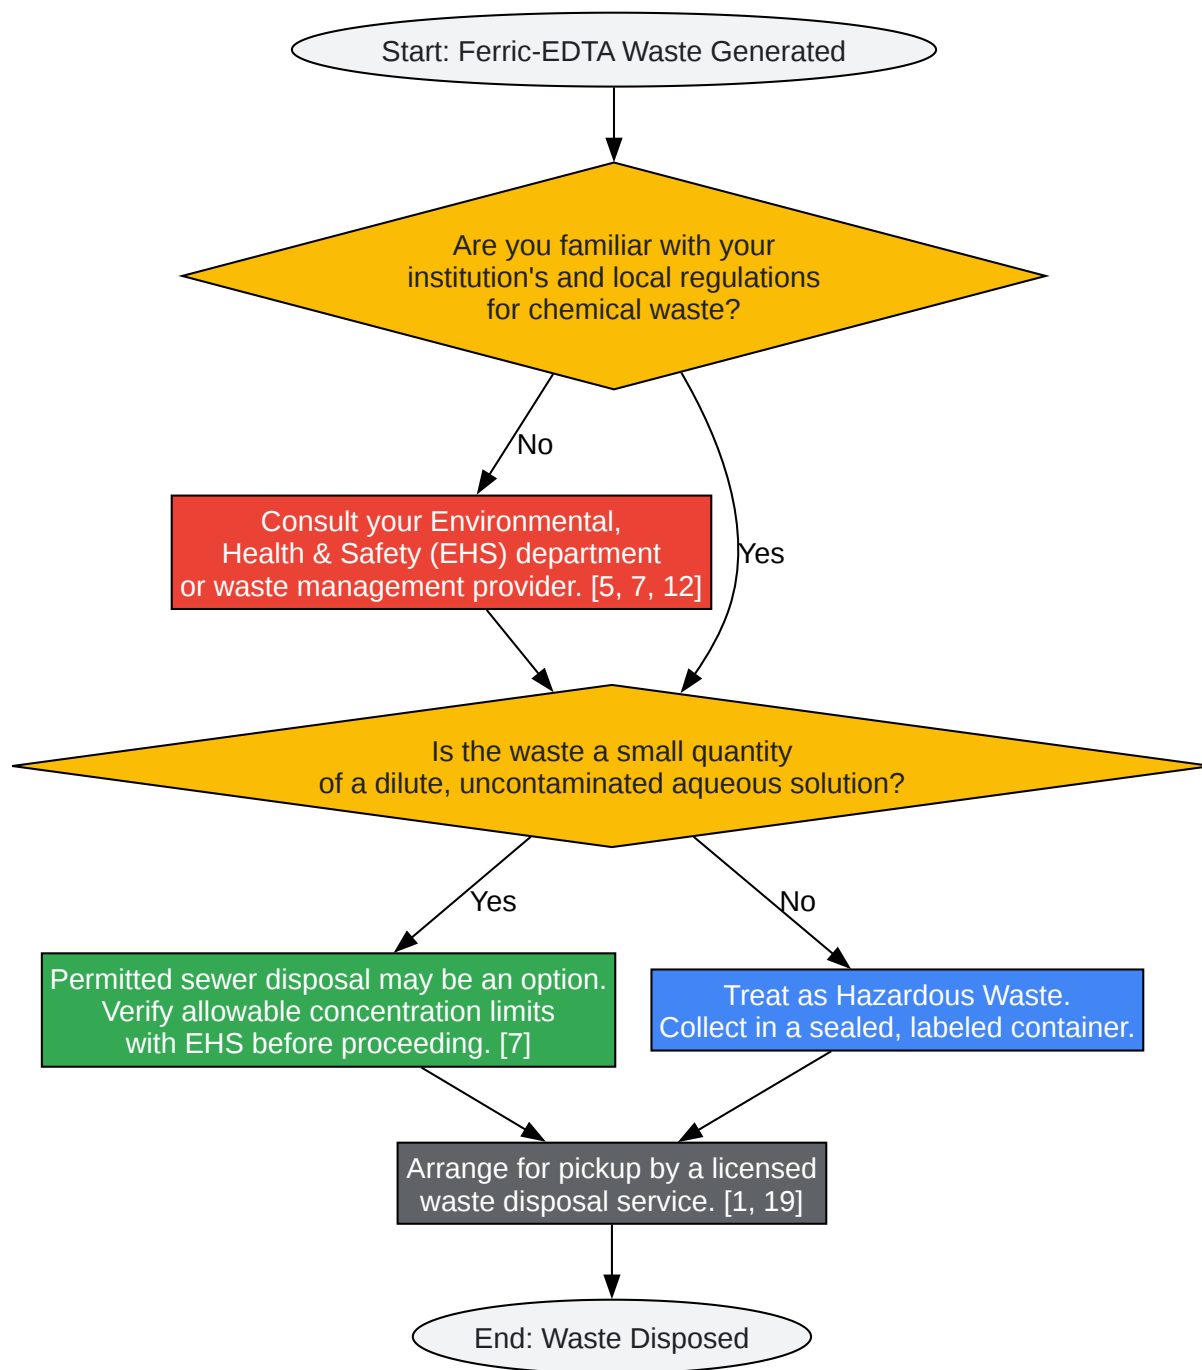 Start: Ferric-EDTA Waste Generated
Are you familiar with your
institution's and local regulations
for chemical waste?
No
Yes
Consult your Environmental,
Health & Safety (EHS) department
or waste management provider. [5, 7, 12]
Is the waste a small quantity
of a dilute, uncontaminated aqueous solution?
Yes
No
Permitted sewer disposal may be an option.
Verify allowable concentration limits
with EHS before proceeding. [7]
Treat as Hazardous Waste.
Collect in a sealed, labeled container.
Arrange for pickup by a licensed
waste disposal service. [1, 19]
End: Waste Disposed